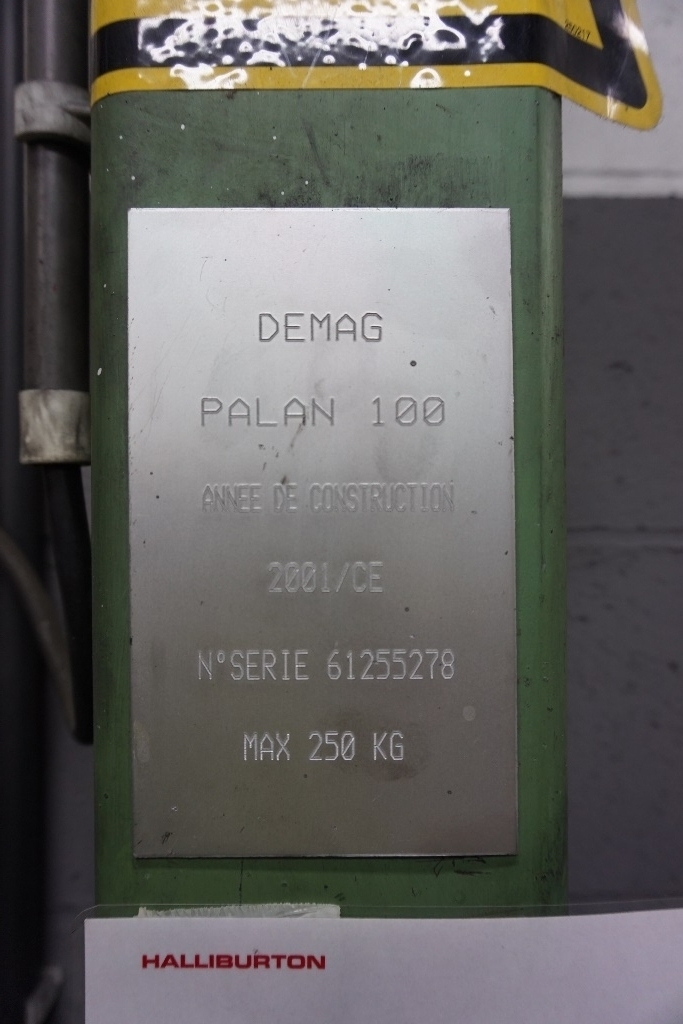 DEMAG
PALAN 100
ANNEE DE CONSTRUCTION
2001/CE
N°SERIE 61255278
MAX 250 KG
HALLIBURTON